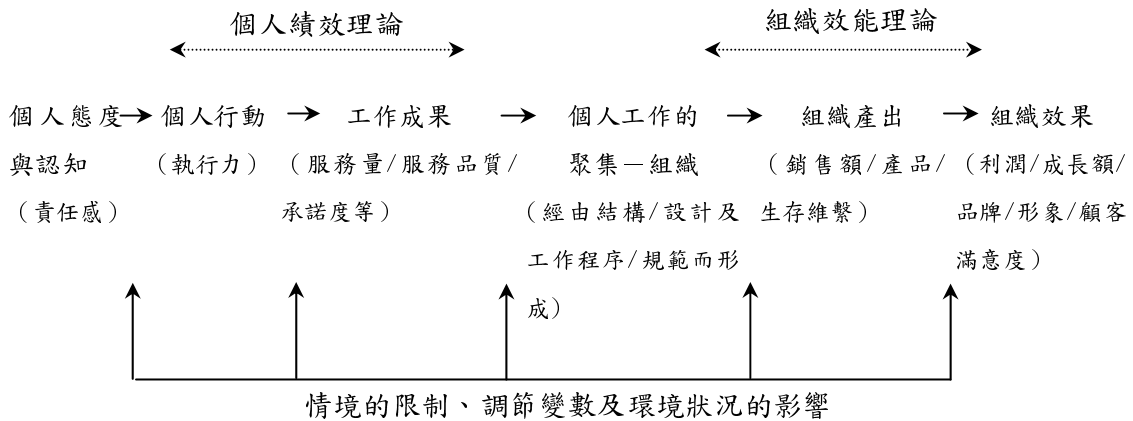 個人績效理論 組織效能理論
個人態度 個人行動 工作成果 個人工作的 組織產出 組織效果
與認知 (執行力) (服務量/服務品質/ 聚集－組織 (銷售額/產品/ (利潤/成長額/
(責任感) 承諾度等) (經由結構/設計及 生存維繫) 品牌/形象/顧客
工作程序/規範而形 滿意度)
成)
情境的限制、調節變數及環境狀況的影響